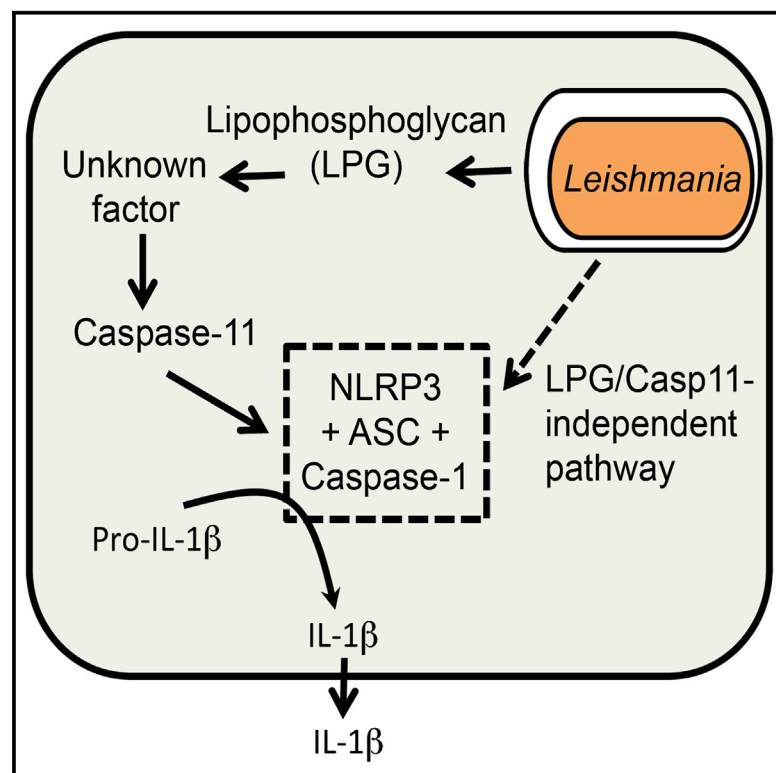 Lipophosphoglycan
(LPG)
Leishmania
Unknown
factor
Caspase-11
NLRP3
+ ASC +
Caspase-1
LPG/Casp11-
independent
pathway
Pro-IL-1β
IL-1β
IL-1β